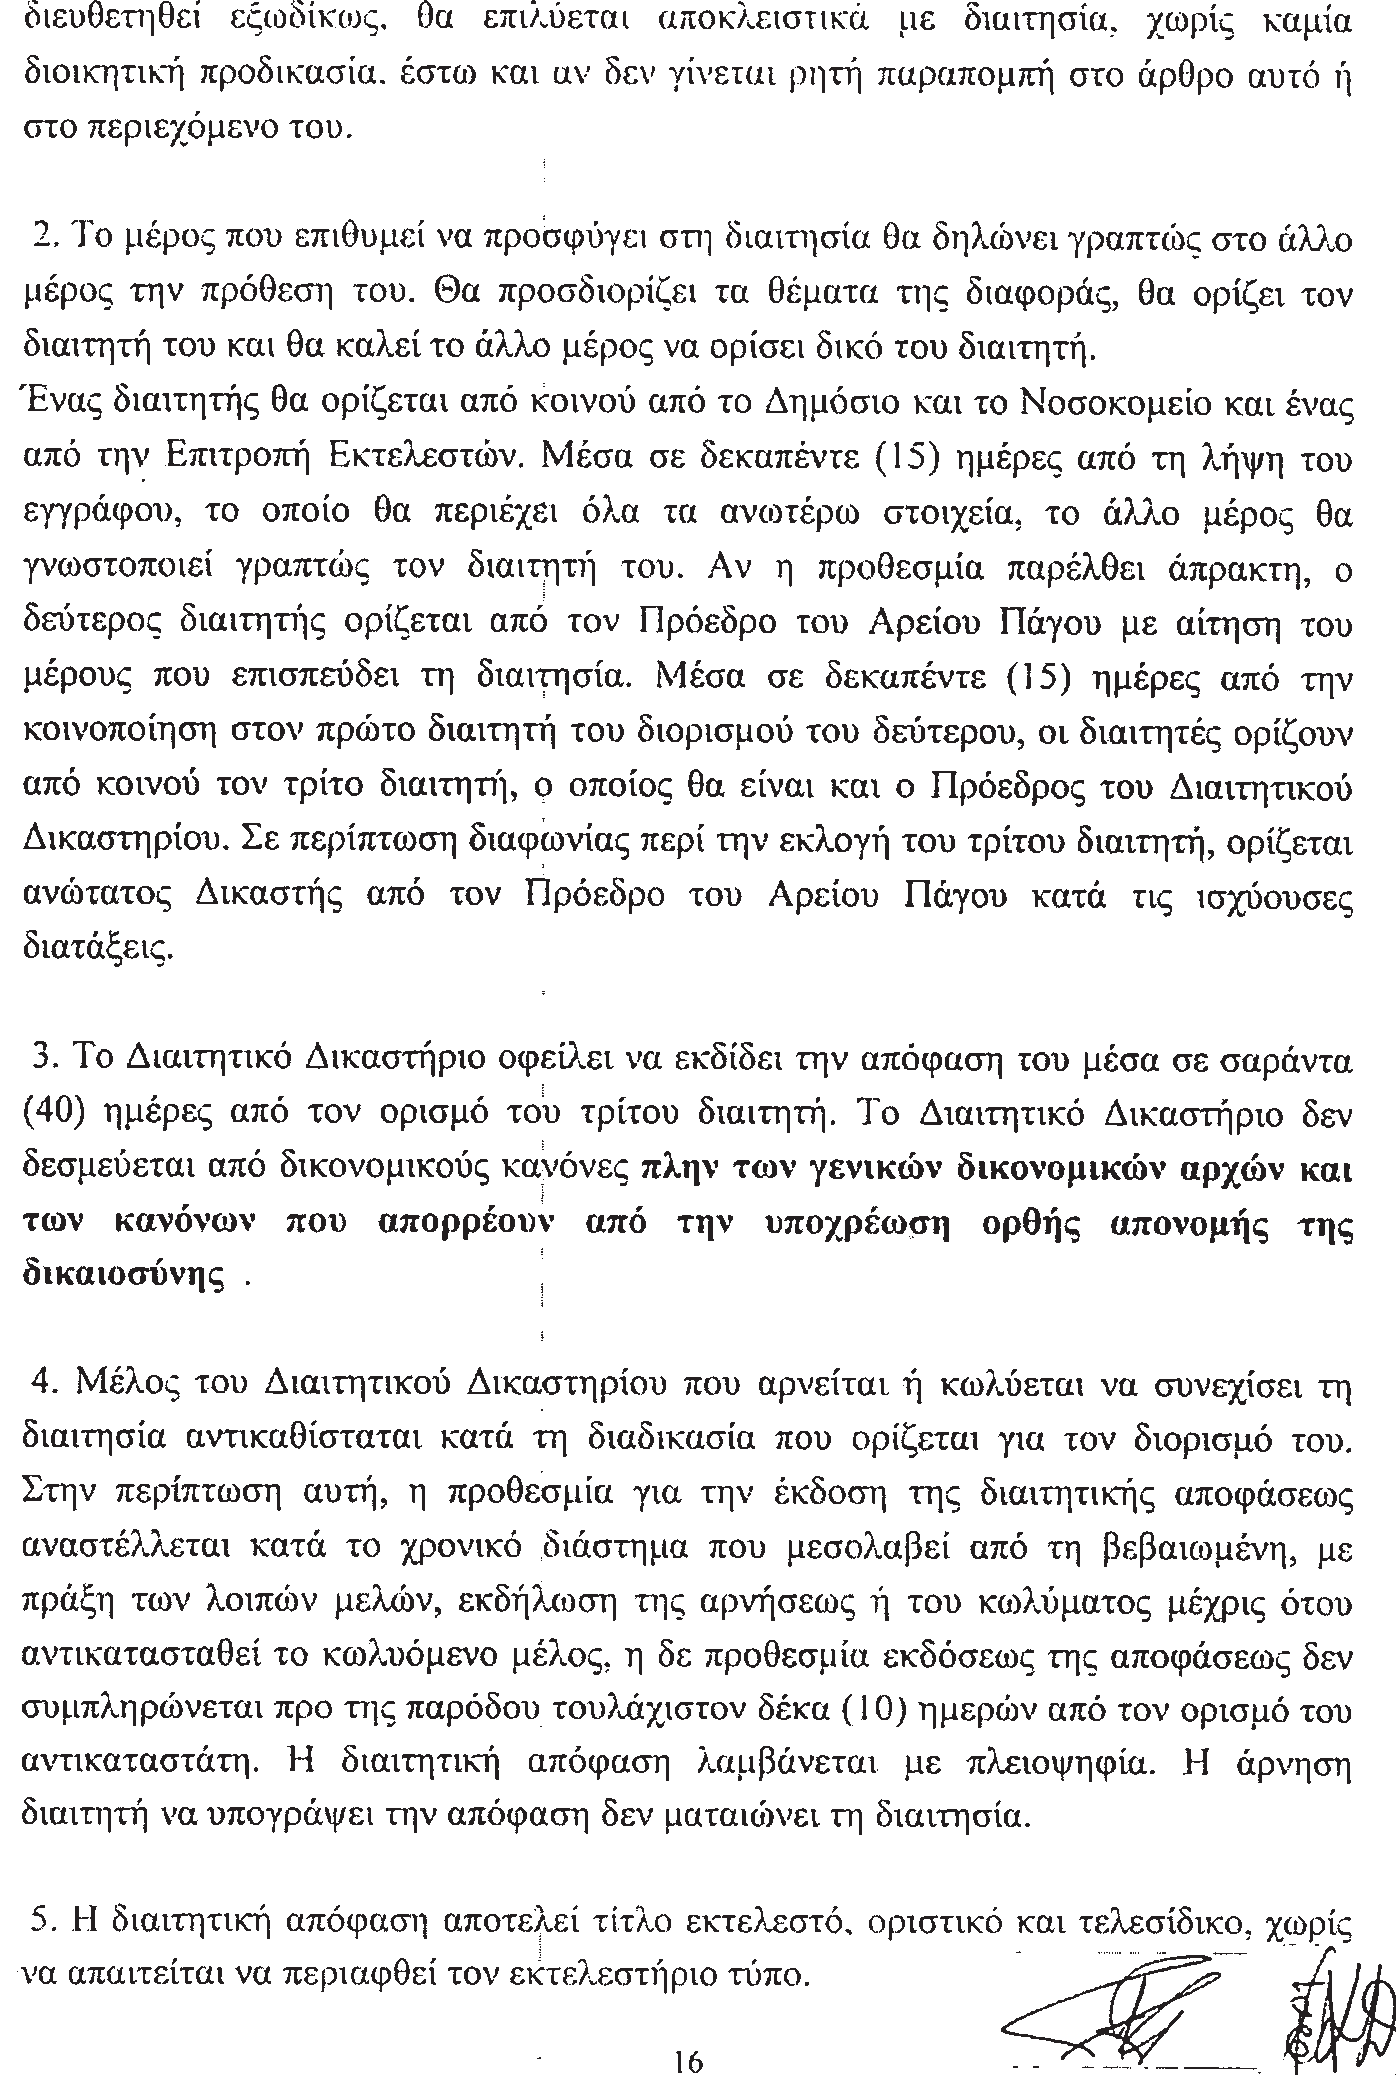 διευθετηθεί εξωδίκως, θα επιλύεται αποκλειστικά με διαιτησία, χωρίς καμία
διοικητική προδικασία. έστω και αν δεν γίνεται ρητή παραπομπή στο άρθρο αυτό ή
στο περιεχόμενο του.
2. Το μέρος που επιθυμεί να προσφύγει στη διαιτησία θα δηλώνει γραπτώς στο άλλο
μέρος την πρόθεση του. Θα προσδιορίζει τα θέματα της διαφοράς, θα ορίζει τον
διαιτητή του και θα καλεί το άλλο μέρος να ορίσει δικό του διαιτητή.
Ένας διαιτητής θα ορίζεται από κοινού από το Δημόσιο και το Νοσοκομείο και ένας
από την Επιτροπή Εκτελεστών. Μέσα σε δεκαπέντε (15) ημέρες από τη λήψη του
εγγράφου, το οποίο θα περιέχει όλα τα ανωτέρω στοιχεία, το άλλο μέρος θα
γνωστοποιεί γραπτώς τον διαιτητή του. Αν η προθεσμία παρέλθει άπρακτη, ο
δεύτερος διαιτητής ορίζεται από τον Πρόεδρο του Αρείου Πάγου με αίτηση του
μέρους που επισπεύδει τη διαιτησία. Μέσα σε δεκαπέντε (15) ημέρες από την
κοινοποίηση στον πρώτο διαιτητή του διορισμού του δεύτερου, οι διαιτητές ορίζουν
από κοινού τον τρίτο διαιτητή, ο οποίος θα είναι και ο Πρόεδρος του Διαιτητικού
Δικαστηρίου. Σε περίπτωση διαφωνίας περί την εκλογή του τρίτου διαιτητή, ορίζεται
ανώτατος Δικαστής από τον Πρόεδρο του Αρείου Πάγου κατά τις ισχύουσες
διατάξεις.
3. Το Διαιτητικό Δικαστήριο οφείλει να εκδίδει την απόφαση του μέσα σε σαράντα
(40) ημέρες από τον ορισμό του τρίτου διαιτητή. Το Διαιτητικό Δικαστήριο δεν
δεσμεύεται από δικονομικούς κανόνες πλην των γενικών δικονομικών αρχών και
των κανόνων που απορρέουν από την υποχρέωση ορθής απονομής της
δικαιοσύνης .
4. Μέλος του Διαιτητικού Δικαστηρίου που αρνείται ή κωλύεται να συνεχίσει τη
διαιτησία αντικαθίσταται κατά τη διαδικασία που ορίζεται για τον διορισμό του.
Στην περίπτωση αυτή, η προθεσμία για την έκδοση της διαιτητικής αποφάσεως
αναστέλλεται κατά το χρονικό διάστημα που μεσολαβεί από τη βεβαιωμένη, με
πράξη των λοιπών μελών, εκδήλωση της αρνήσεως ή του κωλύματος μέχρις ότου
αντικατασταθεί το κωλυόμενο μέλος, η δε προθεσμία εκδόσεως της αποφάσεως δεν
συμπληρώνεται προ της παρόδου τουλάχιστον δέκα (10) ημερών από τον ορισμό του
αντικαταστάτη. Η διαιτητική απόφαση λαμβάνεται με πλειοψηφία. Η άρνηση
διαιτητή να υπογράψει την απόφαση δεν ματαιώνει τη διαιτησία.
5. Η διαιτητική απόφαση αποτελεί τίτλο εκτελεστό, οριστικό και τελεσίδικο, χωρίς
να απαιτείται να περιαφθεί τον εκτελεστήριο τύπο.
16